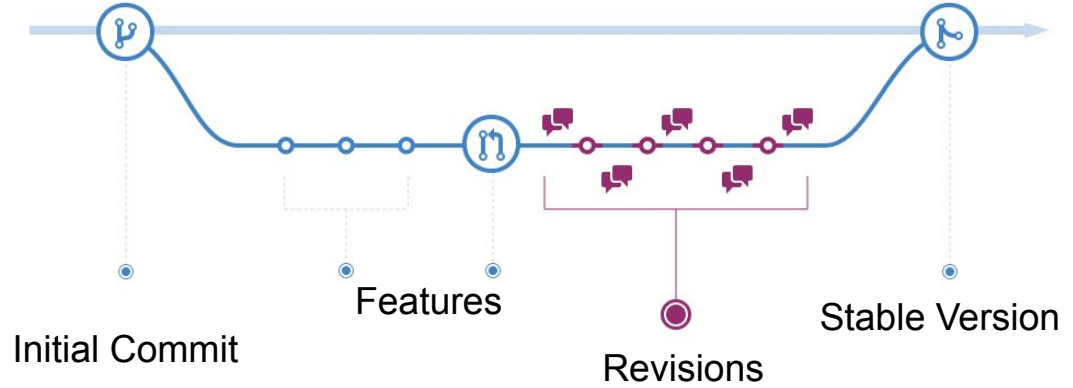 Features
Stable Version
Initial Commit
Revisions